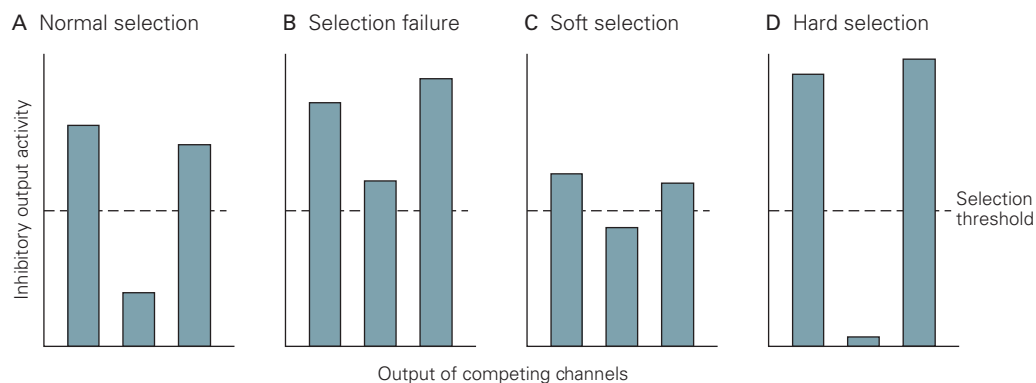 A Normal selection
B Selection failure
C Soft selection
D Hard selection
Inhibitory output activity
Selection
threshold
Output of competing channels